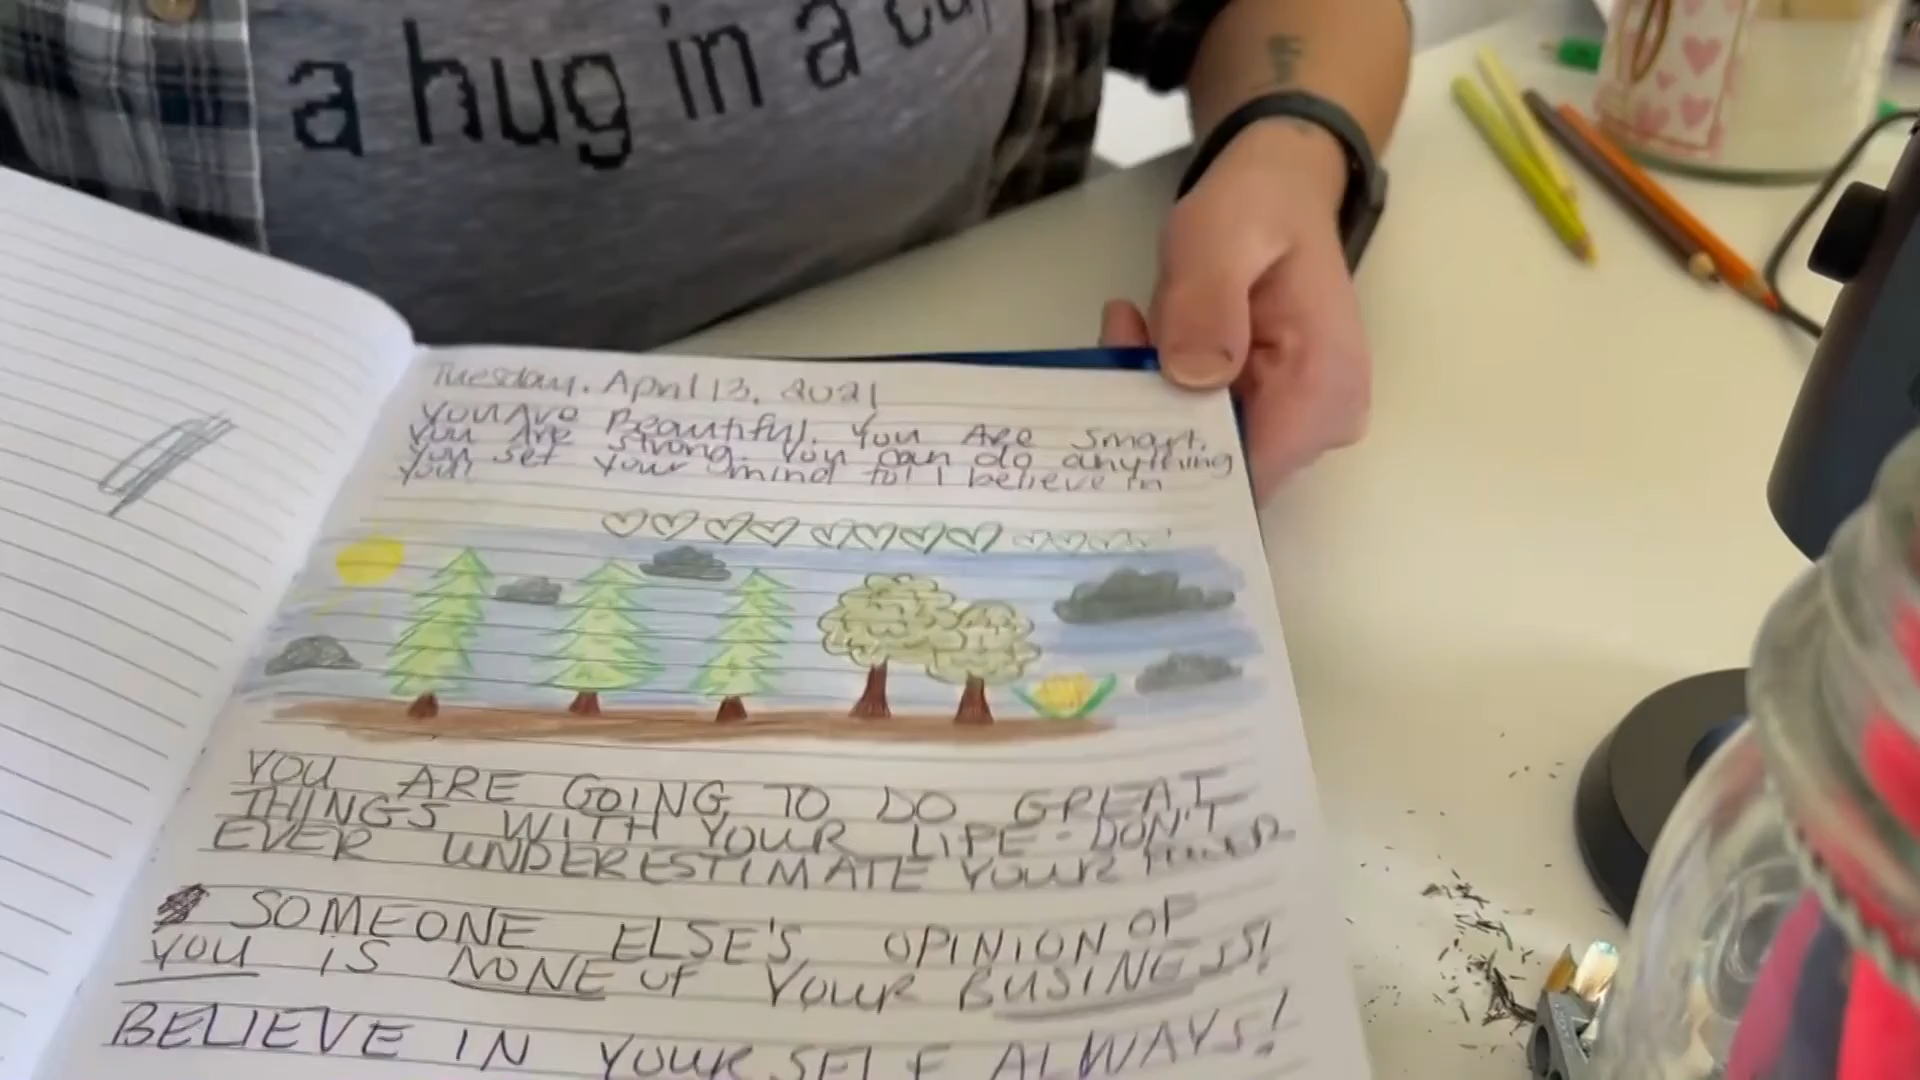 a hug in a cup
Tuesday, April 13, 2021
You Are Beautiful. You Are smart.
You Are strong. You can do anything
you set your mind to! I believe in
you!
YOU ARE GOING TO DO GREAT
THINGS WITH YOUR LIFE - DON'T
EVER UNDERESTIMATE YOUR
SOMEONE ELSE'S OPINION OF
YOU IS NONE OF YOUR BUSINESS!
BELIEVE IN YOURSELF ALWAYS!